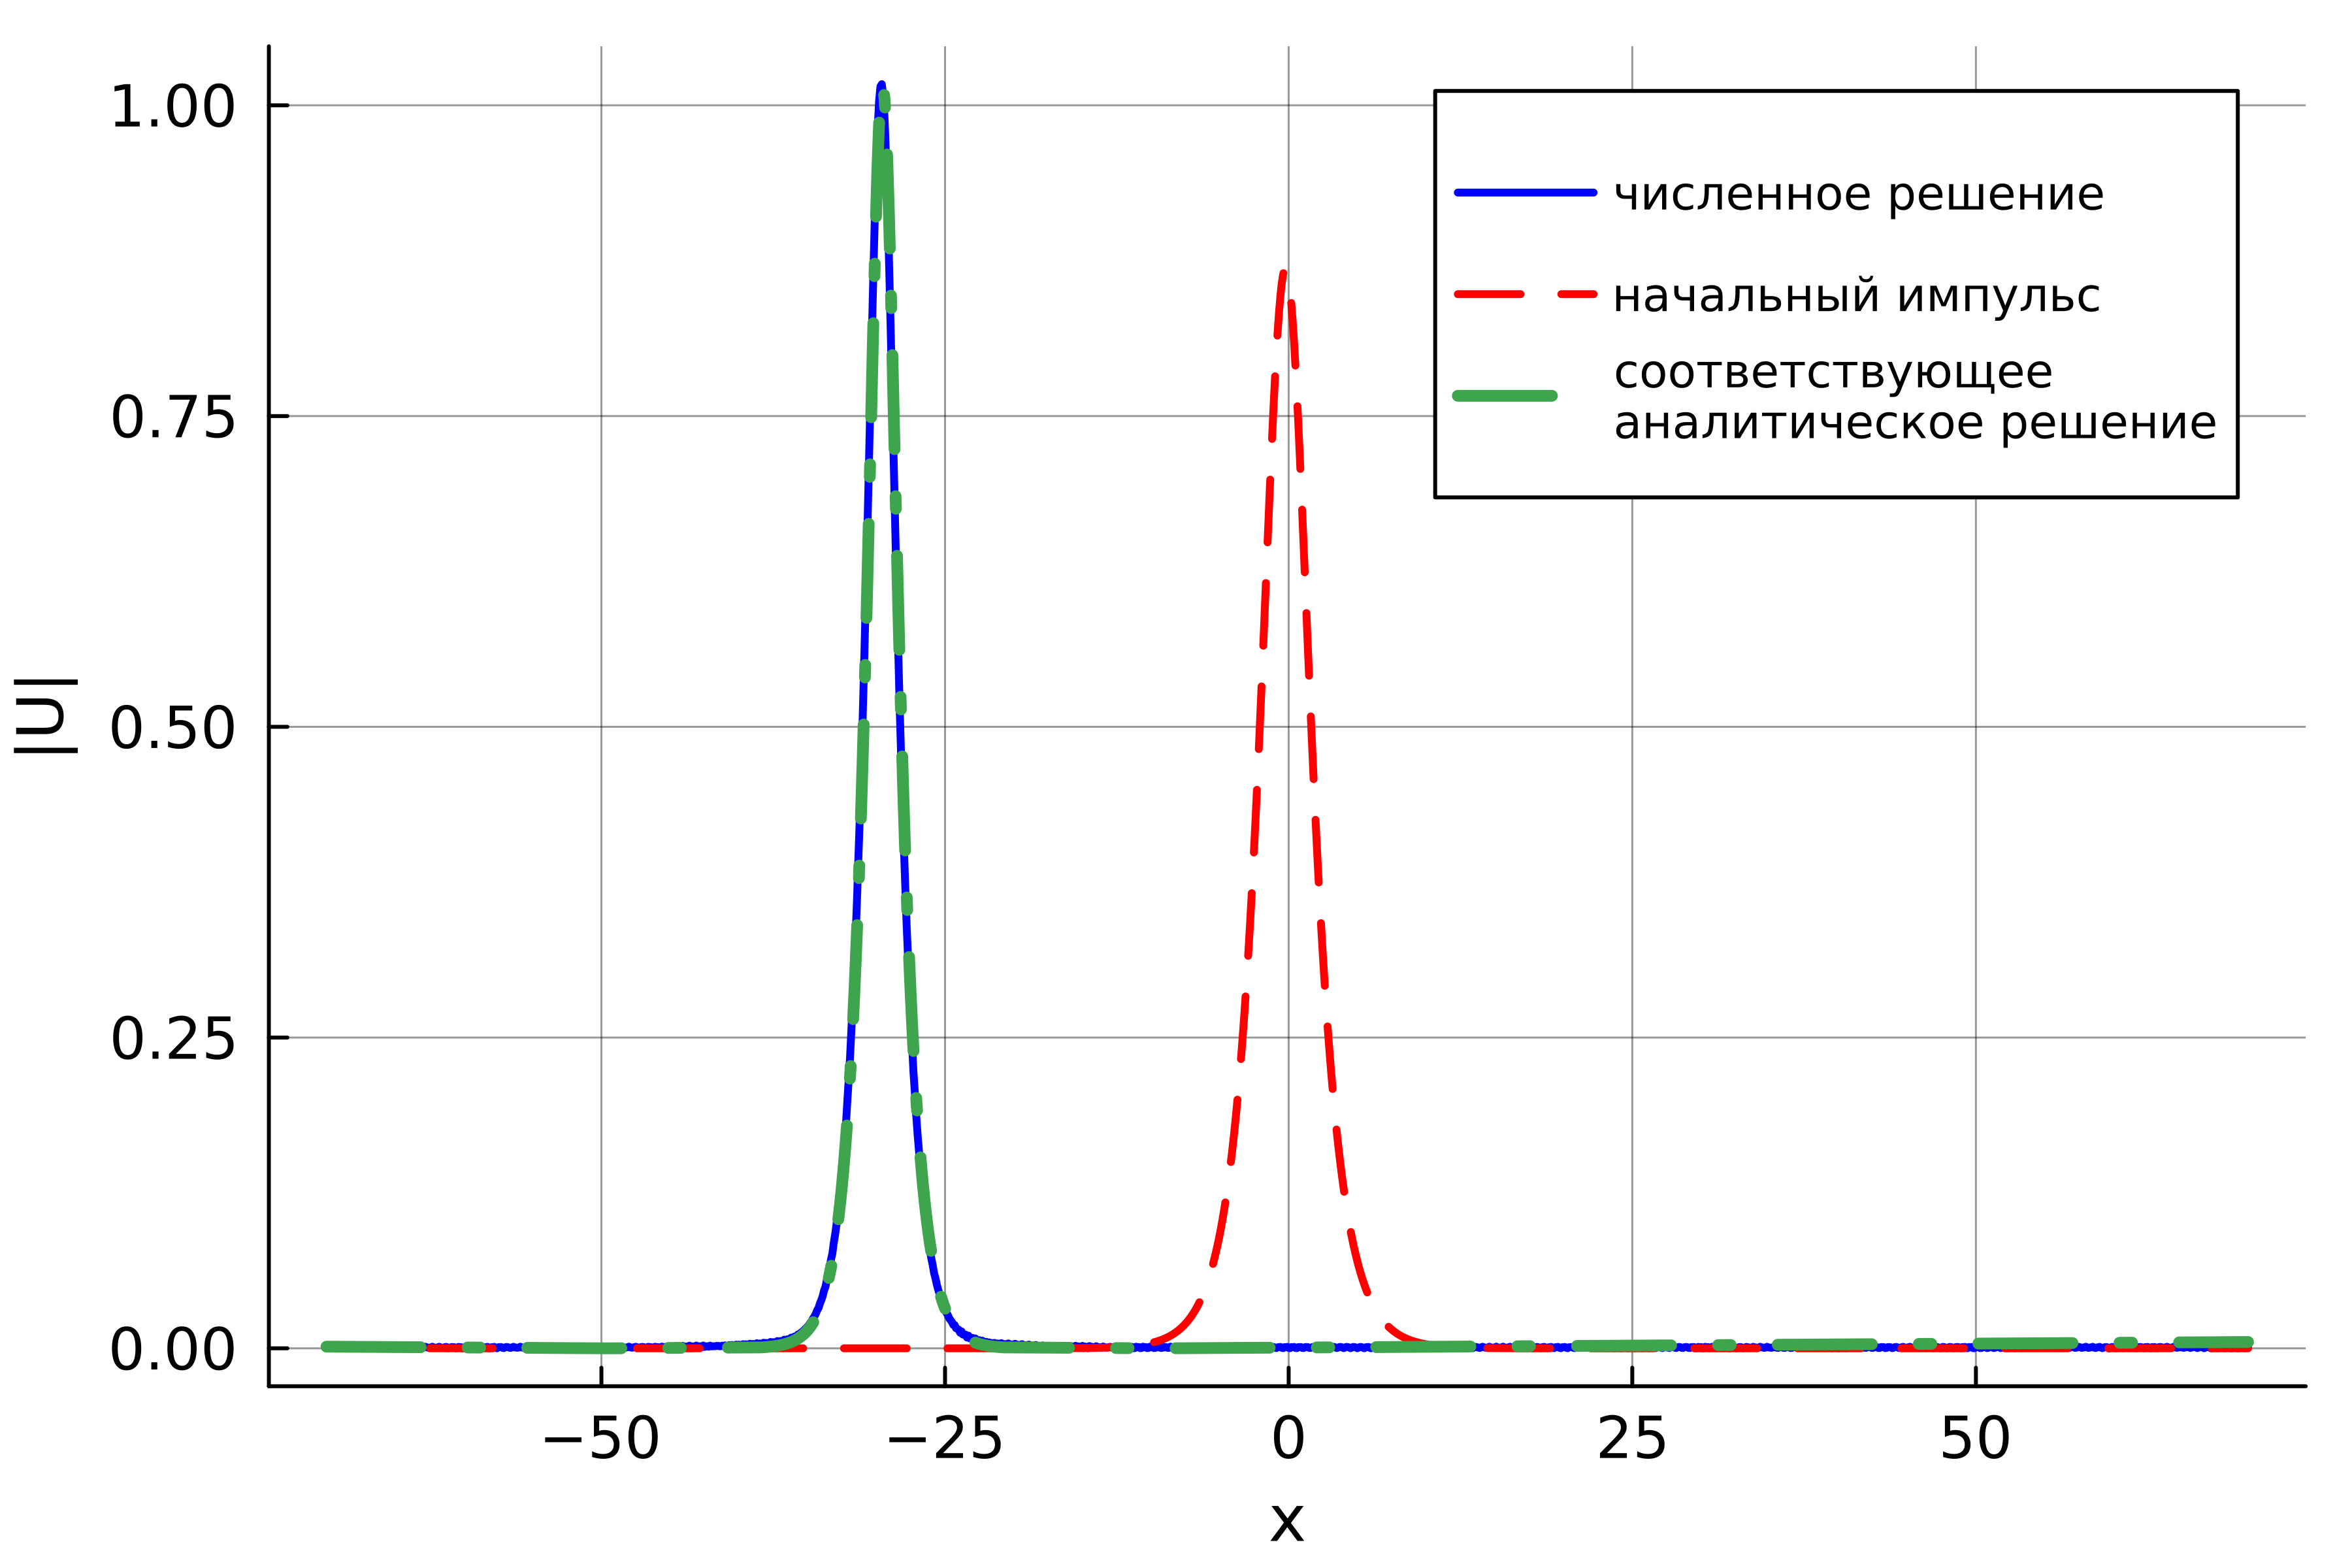 1.00
0.75
0.50
0.25
0.00
|U|
−50
−25
0
25
50
x
численное решение
начальный импульс
соответствующее
аналитическое решение